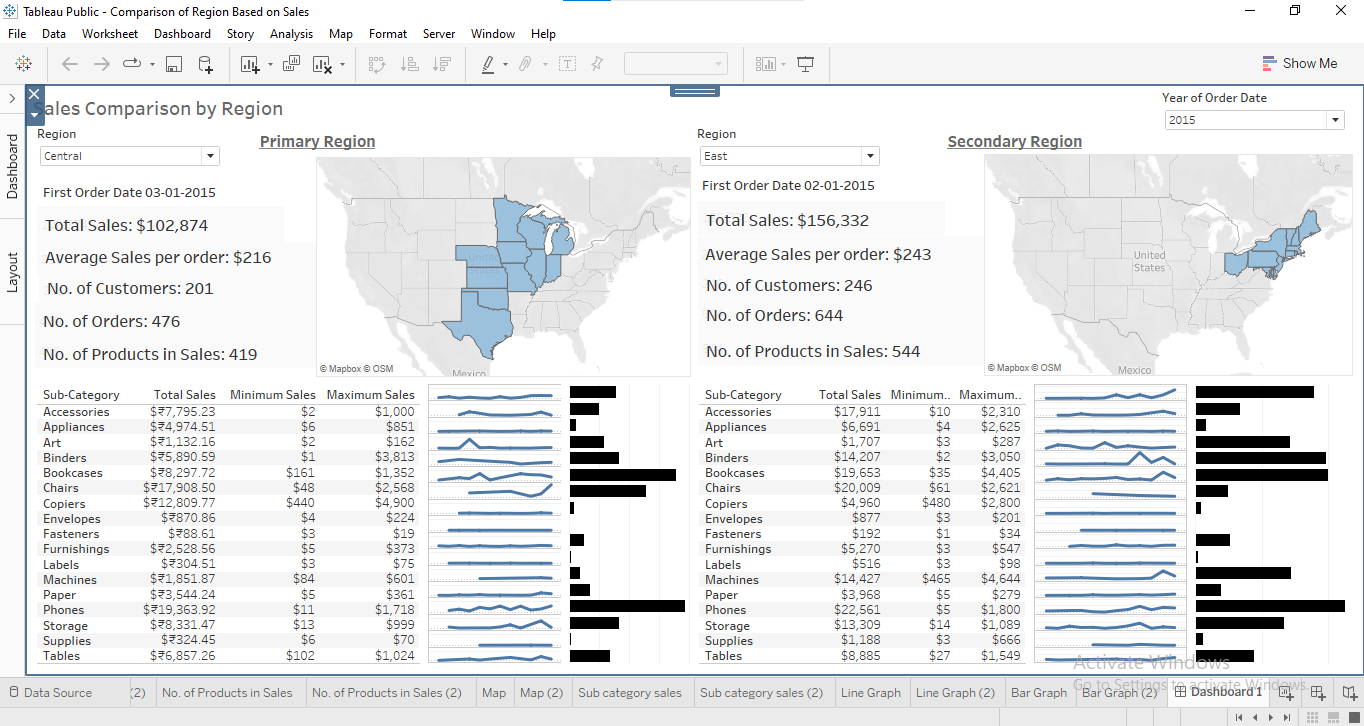 Tableau Public - Comparison of Region Based on Sales
File Data Worksheet Dashboard Story Analysis Map Format Server Window Help
Show Me
Dashboard
Layout
ales Comparison by Region
Year of Order Date
2015
Region
Central
Primary Region
First Order Date 03-01-2015
Total Sales: $102,874
Average Sales per order: $216
No. of Customers: 201
No. of Orders: 476
No. of Products in Sales: 419
United States
Mexico
© Mapbox © OSM
Region
East
Secondary Region
First Order Date 02-01-2015
Total Sales: $156,332
Average Sales per order: $243
No. of Customers: 246
No. of Orders: 644
No. of Products in Sales: 544
United
States
Mexico
© Mapbox © OSM
Sub-Category Total Sales Minimum Sales Maximum Sales
Accessories $₹7,795.23 $2 $1,000
Appliances $₹4,974.51 $6 $851
Art $₹1,132.16 $2 $162
Binders $₹5,890.59 $1 $3,813
Bookcases $₹8,297.72 $161 $1,352
Chairs $₹17,908.50 $48 $2,568
Copiers $₹12,809.77 $440 $4,900
Envelopes $₹870.86 $4 $224
Fasteners $₹88.61 $3 $19
Furnishings $₹2,528.56 $5 $373
Labels $₹304.51 $3 $75
Machines $₹1,851.87 $84 $601
Paper $₹3,544.24 $5 $361
Phones $₹19,363.92 $11 $1,718
Storage $₹8,331.47 $13 $999
Supplies $₹324.45 $6 $70
Tables $₹6,857.26 $102 $1,024
Sub-Category Total Sales Minimum.. Maximum..
Accessories $17,911 $10 $2,310
Appliances $6,691 $4 $2,625
Art $1,707 $3 $287
Binders $14,207 $2 $3,050
Bookcases $19,653 $35 $4,405
Chairs $20,009 $61 $2,621
Copiers $4,960 $480 $2,800
Envelopes $877 $3 $201
Fasteners $192 $1 $34
Furnishings $5,270 $3 $547
Labels $516 $3 $98
Machines $14,427 $465 $4,644
Paper $3,968 $5 $279
Phones $22,561 $5 $1,800
Storage $13,309 $14 $1,089
Supplies $1,188 $3 $666
Tables $8,885 $27 $1,549
Activate Windows
Go to Settings to activate Windows.
Data Source (2) No. of Products in Sales No. of Products in Sales (2) Map Map (2) Sub category sales Sub category sales (2) Line Graph Line Graph (2) Bar Graph Bar Graph (2) Dashboard 1